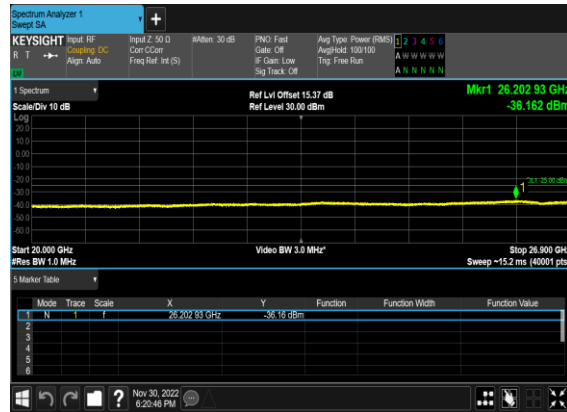 Spectrum Analyzer 1
Swept SA
+
KEYSIGHT Input: RF Input Z: 50 Ω #Atten: 30 dB PNO: Fast Avg Type: Power (RMS) 1 2 3 4 5 6
R T Coupling: DC Corr CCorr Gate: Off Avg|Hold: 100/100 A W W W W W
Align: Auto Freq Ref: Int (S) IF Gain: Low Trig: Free Run A N N N N N
Sig Track: Off
1 Spectrum Ref Lvl Offset 15.37 dB Mkr1 26.202 93 GHz
Scale/Div 10 dB Ref Level 30.00 dBm -36.162 dBm
Log
20.0
10.0
0.00
-10.0
-20.0
DL1 -25.00 dBm
-30.0
1
-40.0
-50.0
-60.0
Start 20.000 GHz Video BW 3.0 MHz* Stop 26.900 GHz
#Res BW 1.0 MHz Sweep ~15.2 ms (40001 pts)
5 Marker Table
Mode Trace Scale X Y Function Function Width Function Value
1 N 1 f 26.202 93 GHz -36.16 dBm
2
3
4
5
6
? Nov 30, 2022
6:20:46 PM